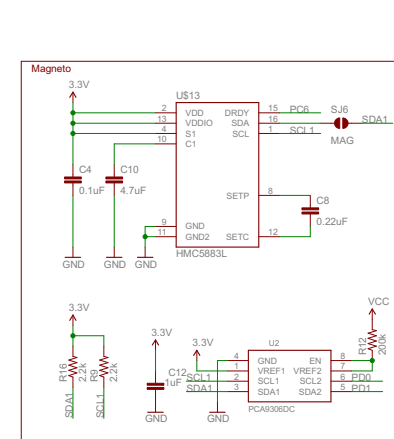 Magneto
3.3V
U$13
2 VDD DRDY 15 PC6 SJ6
13 VDDIO SDA 16 SDA1
4 S1 SCL 1 SCL1
10 C1 MAG
C4 C10
0.1uF 4.7uF
SETP 8
C8
0.22uF
9 GND
11 GND2 SETC 12
HMC5883L
GND GND GND
3.3V
R16 2.2k R9 2.2k
SDA1 SCL1
3.3V
C12
1uF
GND
3.3V
U2
4 GND EN 8
1 VREF1 VREF2 7
SCL1 2 SCL1 SCL2 6 PD0
SDA1 3 SDA1 SDA2 5 PD1
PCA9306DC
GND
VCC
R12 200k